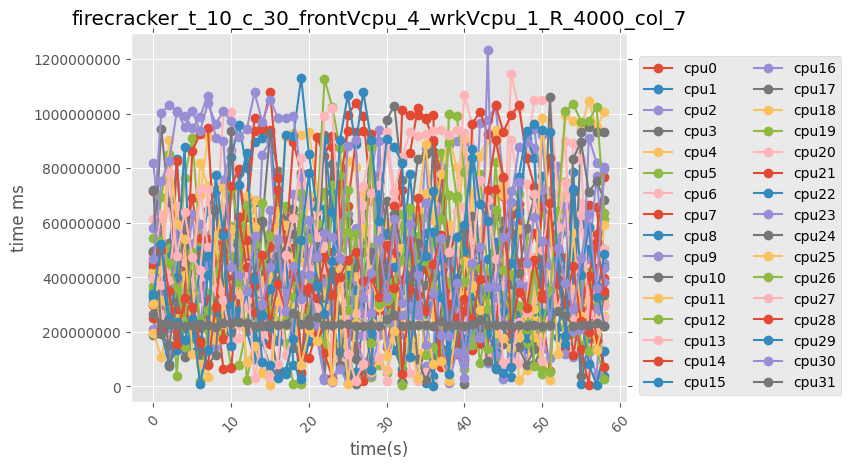 firecracker_t_10_c_30_frontVcpu_4_wrkVcpu_1_R_4000_col_7
time ms
1200000000
1000000000
800000000
600000000
400000000
200000000
0
0
10
20
30
40
50
60
time(s)
cpu0
cpu1
cpu2
cpu3
cpu4
cpu5
cpu6
cpu7
cpu8
cpu9
cpu10
cpu11
cpu12
cpu13
cpu14
cpu15
cpu16
cpu17
cpu18
cpu19
cpu20
cpu21
cpu22
cpu23
cpu24
cpu25
cpu26
cpu27
cpu28
cpu29
cpu30
cpu31